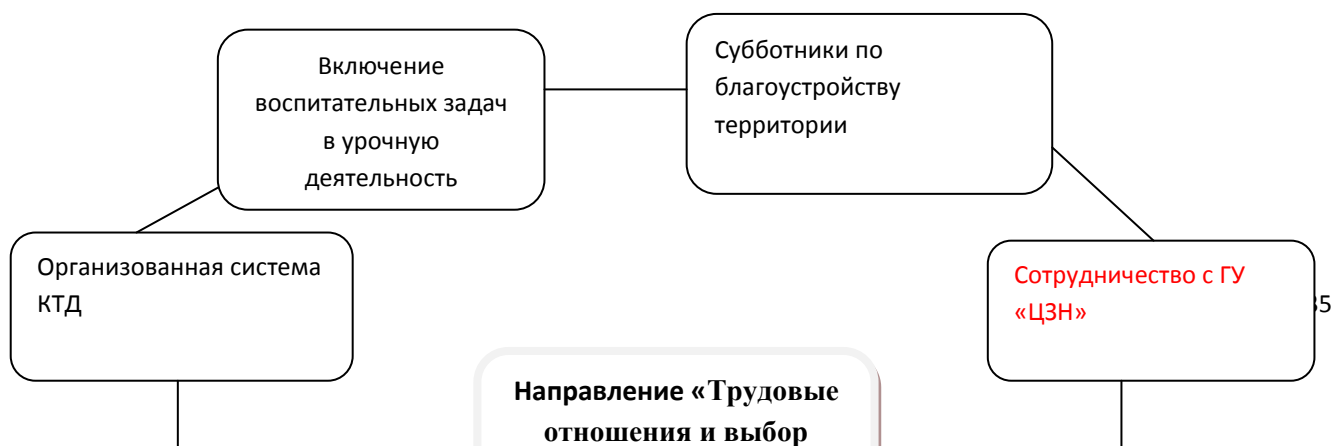 Включение
воспитательных задач
в урочную
деятельность
Субботники по
благоустройству
территории
Организованная система
КТД
Сотрудничество с ГУ
«ЦЗН»
Направление «Трудовые
отношения и выбор